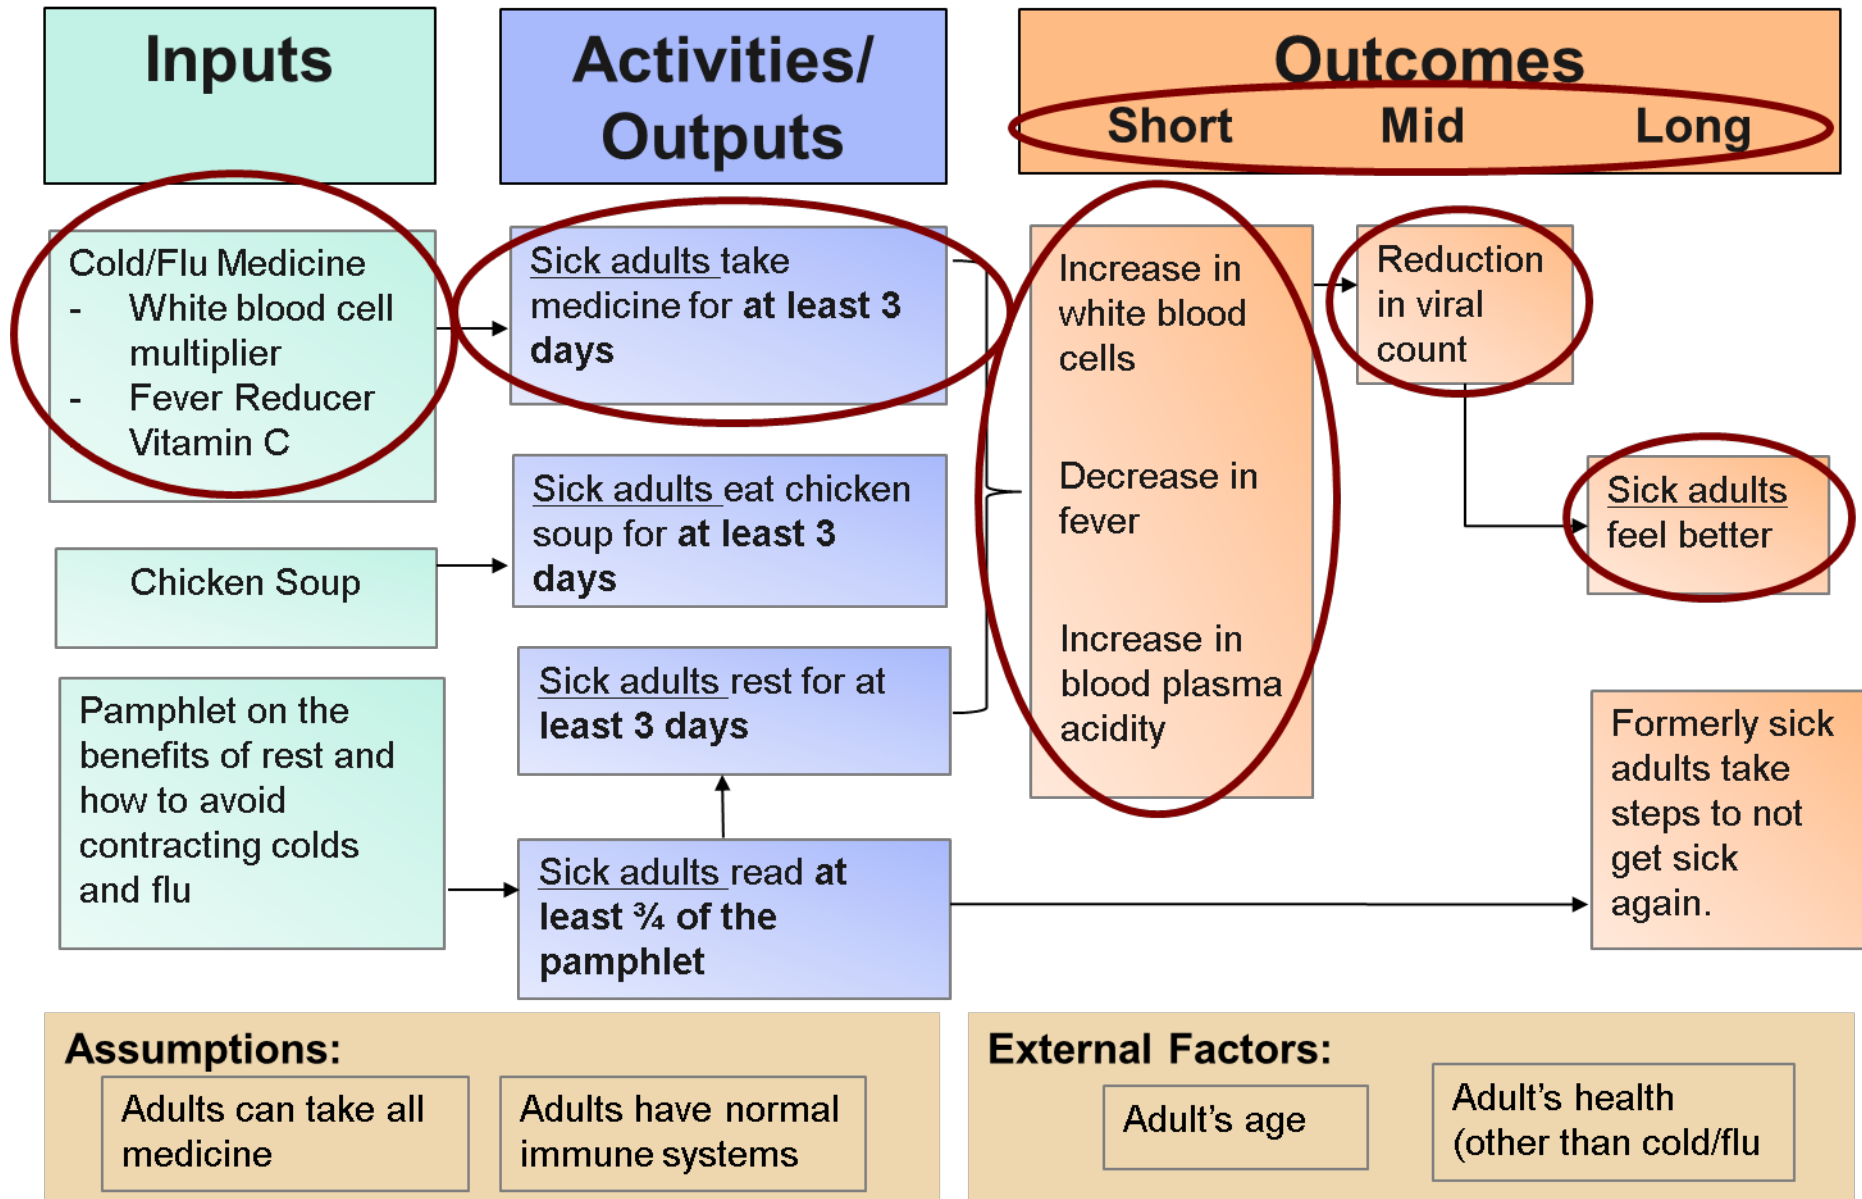 Inputs
Activities/
Outputs
Outcomes
Short Mid Long
Cold/Flu Medicine
- White blood cell
multiplier
- Fever Reducer
Vitamin C
Chicken Soup
Pamphlet on the
benefits of rest and
how to avoid
contracting colds
and flu
Sick adults take
medicine for at least 3
days
Sick adults eat chicken
soup for at least 3
days
Sick adults rest for at
least 3 days
Sick adults read at
least ¾ of the
pamphlet
Increase in
white blood
cells
Decrease in
fever
Increase in
blood plasma
acidity
Reduction
in viral
count
Sick adults
feel better
Formerly sick
adults take
steps to not
get sick
again.
Assumptions:
Adults can take all
medicine
Adults have normal
immune systems
External Factors:
Adult’s age
Adult’s health
(other than cold/flu